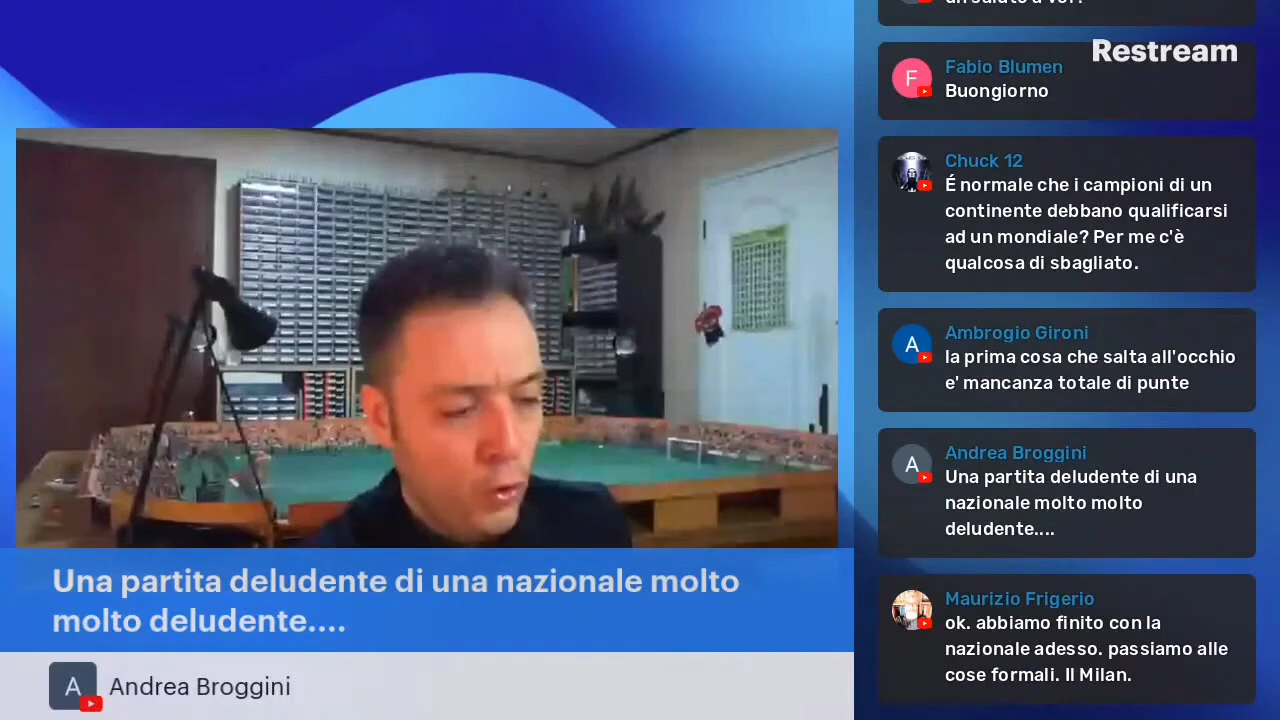 Restream
Fabio Blumen
Buongiorno
Chuck 12
É normale che i campioni di un
continente debbano qualificarsi
ad un mondiale? Per me c'è
qualcosa di sbagliato.
Ambrogio Gironi
la prima cosa che salta all'occhio
e' mancanza totale di punte
Andrea Broggini
Una partita deludente di una
nazionale molto molto
deludente....
Maurizio Frigerio
ok. abbiamo finito con la
nazionale adesso. passiamo alle
cose formali. Il Milan.
Una partita deludente di una nazionale molto
molto deludente....
A Andrea Broggini
F
A
A